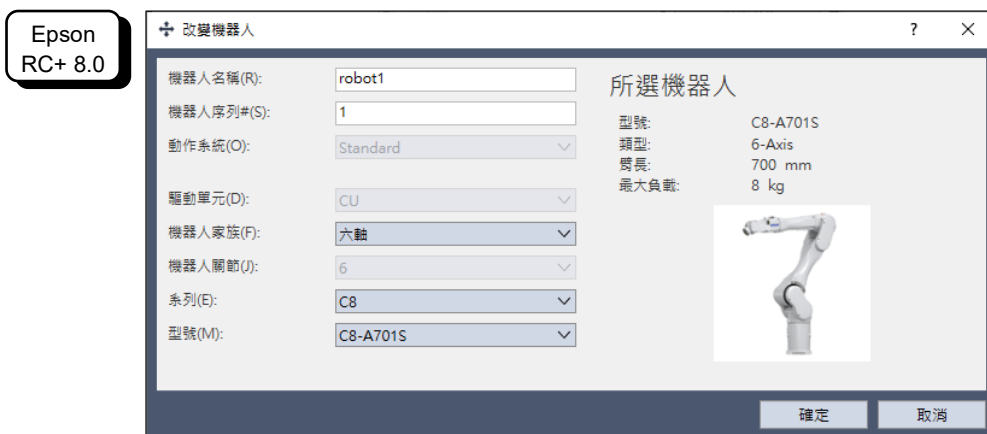 Epson
RC+ 8.0
改變機器人
?
機器人名稱(R):
robot1
機器人序列#(S):
1
動作系統(O):
Standard
驅動單元(D):
CU
機器人家族(F):
六軸
機器人關節(J):
6
系列(E):
C8
型號(M):
C8-A701S
所選機器人
型號: C8-A701S
類型: 6-Axis
臂長: 700 mm
最大負載: 8 kg
確定
取消